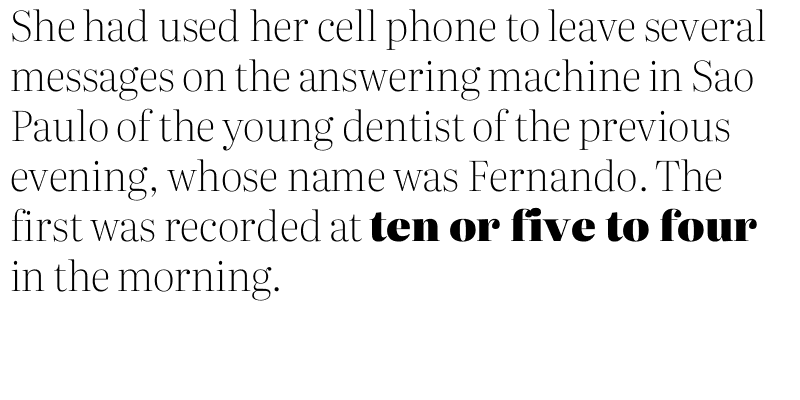 She had used her cell phone to leave several
messages on the answering machine in Sao
Paulo of the young dentist of the previous
evening, whose name was Fernando. The
first was recorded at ten or five to four
in the morning.